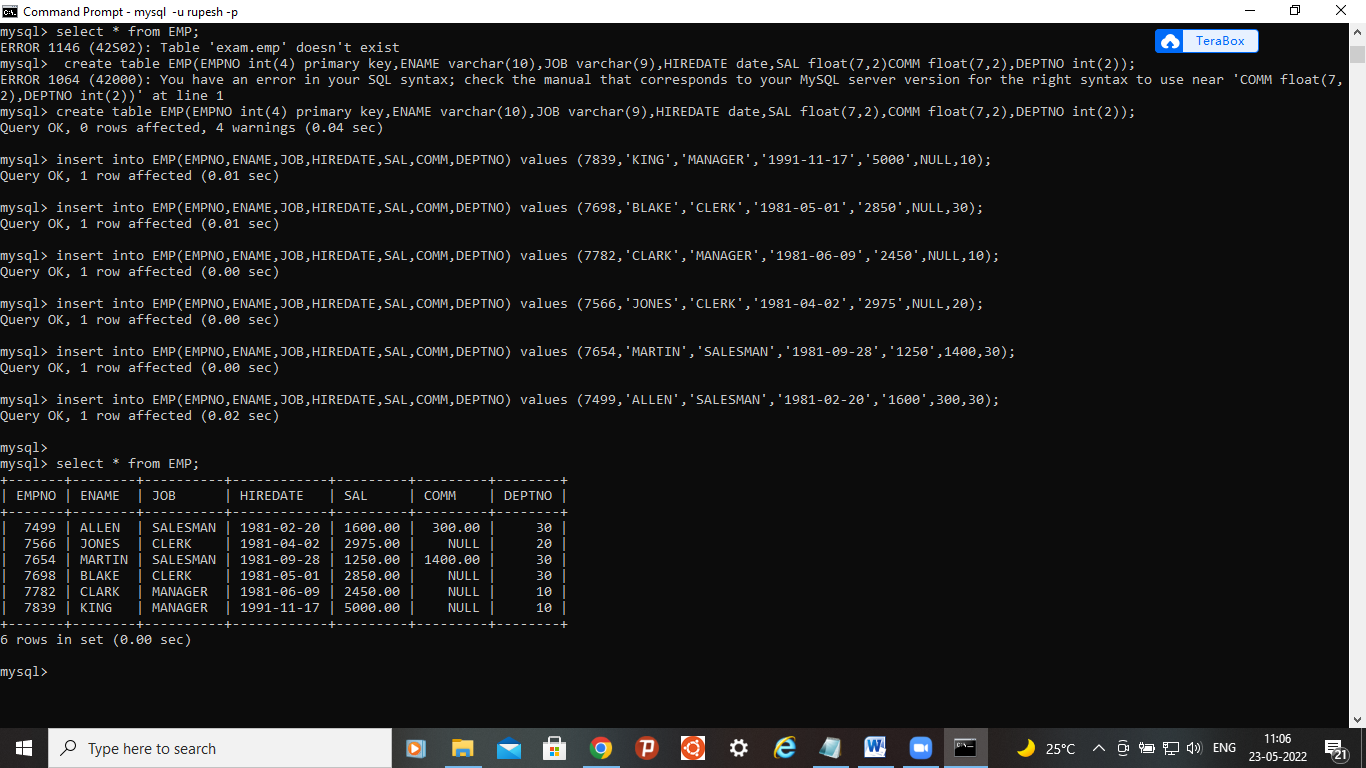 Command Prompt - mysql  -u rupesh -p
mysql> select * from EMP;
TeraBox
ERROR 1146 (42S02): Table 'exam.emp' doesn't exist
mysql>  create table EMP(EMPNO int(4) primary key,ENAME varchar(10),JOB varchar(9),HIREDATE date,SAL float(7,2)COMM float(7,2),DEPTNO int(2));
ERROR 1064 (42000): You have an error in your SQL syntax; check the manual that corresponds to your MySQL server version for the right syntax to use near 'COMM float(7,
2),DEPTNO int(2))' at line 1
mysql> create table EMP(EMPNO int(4) primary key,ENAME varchar(10),JOB varchar(9),HIREDATE date,SAL float(7,2),COMM float(7,2),DEPTNO int(2));
Query OK, 0 rows affected, 4 warnings (0.04 sec)
mysql> insert into EMP(EMPNO,ENAME,JOB,HIREDATE,SAL,COMM,DEPTNO) values (7839,'KING','MANAGER','1991-11-17','5000',NULL,10);
Query OK, 1 row affected (0.01 sec)
mysql> insert into EMP(EMPNO,ENAME,JOB,HIREDATE,SAL,COMM,DEPTNO) values (7698,'BLAKE','CLERK','1981-05-01','2850',NULL,30);
Query OK, 1 row affected (0.01 sec)
mysql> insert into EMP(EMPNO,ENAME,JOB,HIREDATE,SAL,COMM,DEPTNO) values (7782,'CLARK','MANAGER','1981-06-09','2450',NULL,10);
Query OK, 1 row affected (0.00 sec)
mysql> insert into EMP(EMPNO,ENAME,JOB,HIREDATE,SAL,COMM,DEPTNO) values (7566,'JONES','CLERK','1981-04-02','2975',NULL,20);
Query OK, 1 row affected (0.00 sec)
mysql> insert into EMP(EMPNO,ENAME,JOB,HIREDATE,SAL,COMM,DEPTNO) values (7654,'MARTIN','SALESMAN','1981-09-28','1250',1400,30);
Query OK, 1 row affected (0.00 sec)
mysql> insert into EMP(EMPNO,ENAME,JOB,HIREDATE,SAL,COMM,DEPTNO) values (7499,'ALLEN','SALESMAN','1981-02-20','1600',300,30);
Query OK, 1 row affected (0.02 sec)
mysql>
mysql> select * from EMP;
+-------+--------+----------+------------+---------+---------+--------+
| EMPNO | ENAME  | JOB      | HIREDATE   | SAL     | COMM    | DEPTNO |
+-------+--------+----------+------------+---------+---------+--------+
|  7499 | ALLEN  | SALESMAN | 1981-02-20 | 1600.00 |  300.00 |     30 |
|  7566 | JONES  | CLERK    | 1981-04-02 | 2975.00 |    NULL |     20 |
|  7654 | MARTIN | SALESMAN | 1981-09-28 | 1250.00 | 1400.00 |     30 |
|  7698 | BLAKE  | CLERK    | 1981-05-01 | 2850.00 |    NULL |     30 |
|  7782 | CLARK  | MANAGER  | 1981-06-09 | 2450.00 |    NULL |     10 |
|  7839 | KING   | MANAGER  | 1991-11-17 | 5000.00 |    NULL |     10 |
+-------+--------+----------+------------+---------+---------+--------+
6 rows in set (0.00 sec)
mysql>
Type here to search
25°C
ENG
11:06
23-05-2022
21